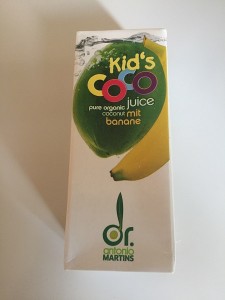 Kid's
COCO
juice
pure organic
coconut mit
banane
dr.
antonio
MARTINS